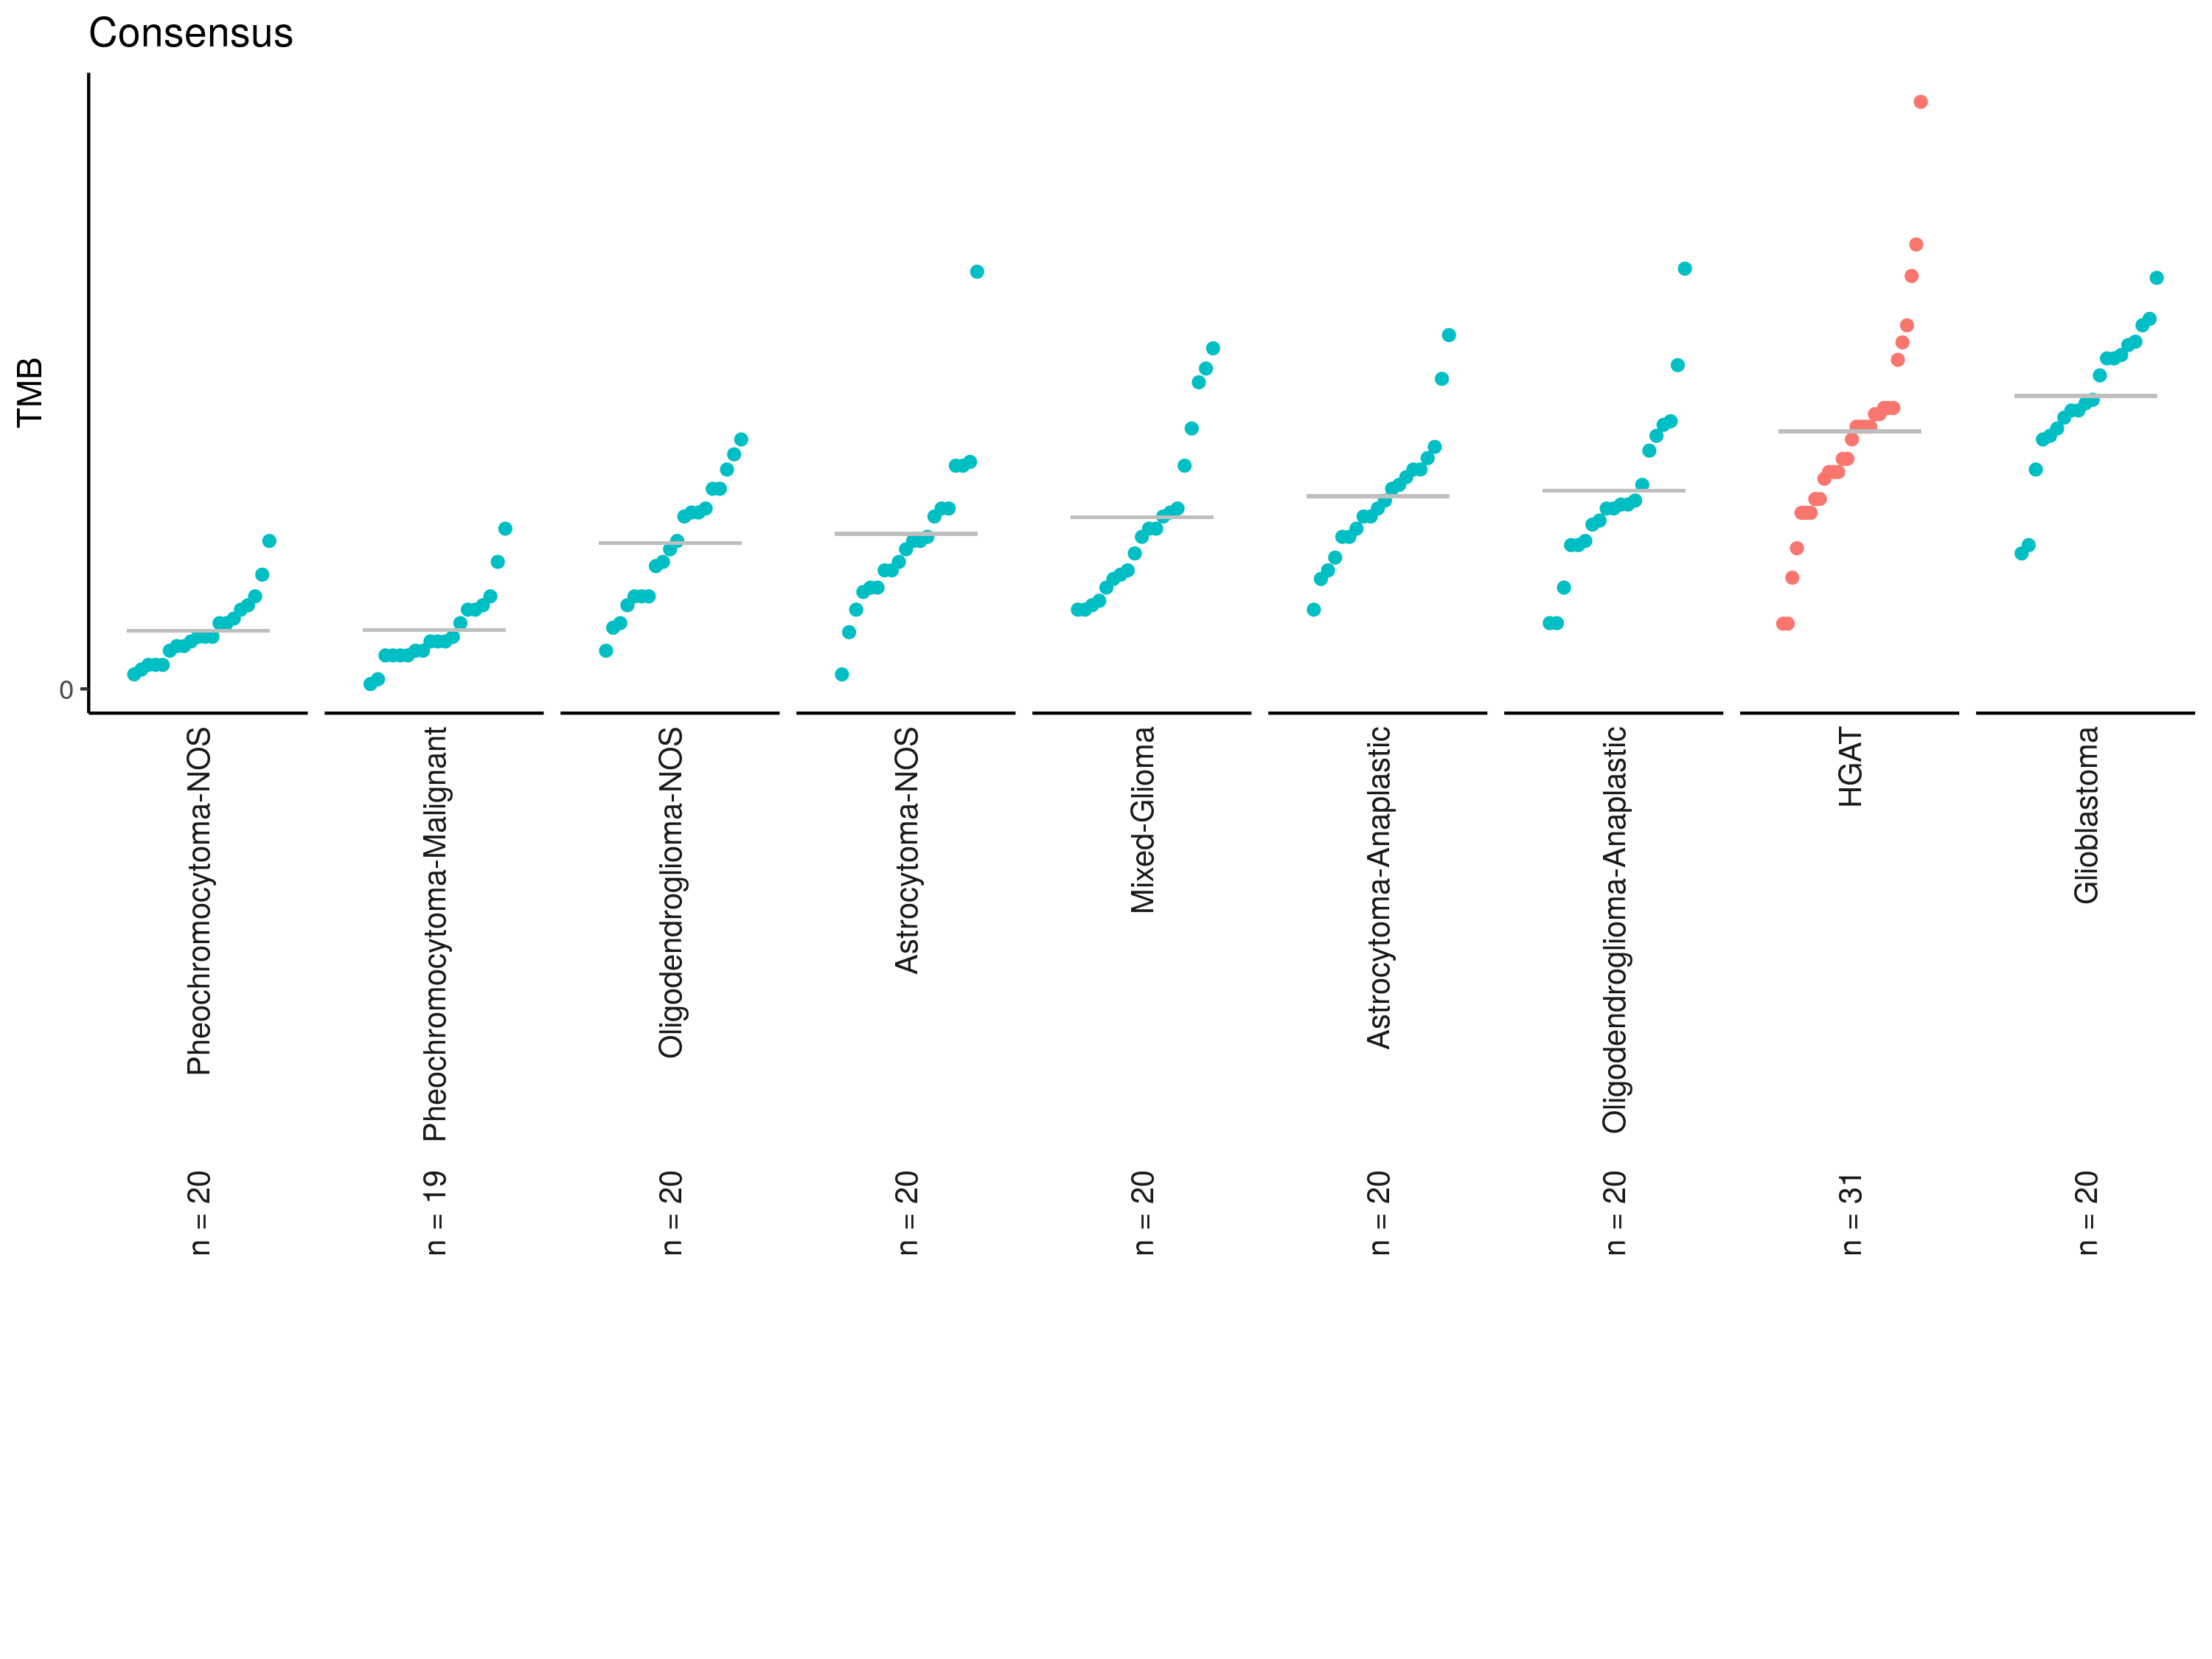 Consensus
TMB
0
Pheochromocytoma-NOS
n = 20
Pheochromocytoma-Malignant
n = 19
Oligodendroglioma-NOS
n = 20
Astrocytoma-NOS
n = 20
Mixed-Glioma
n = 20
Astrocytoma-Anaplastic
n = 20
Oligodendroglioma-Anaplastic
n = 20
HGAT
n = 31
Glioblastoma
n = 20